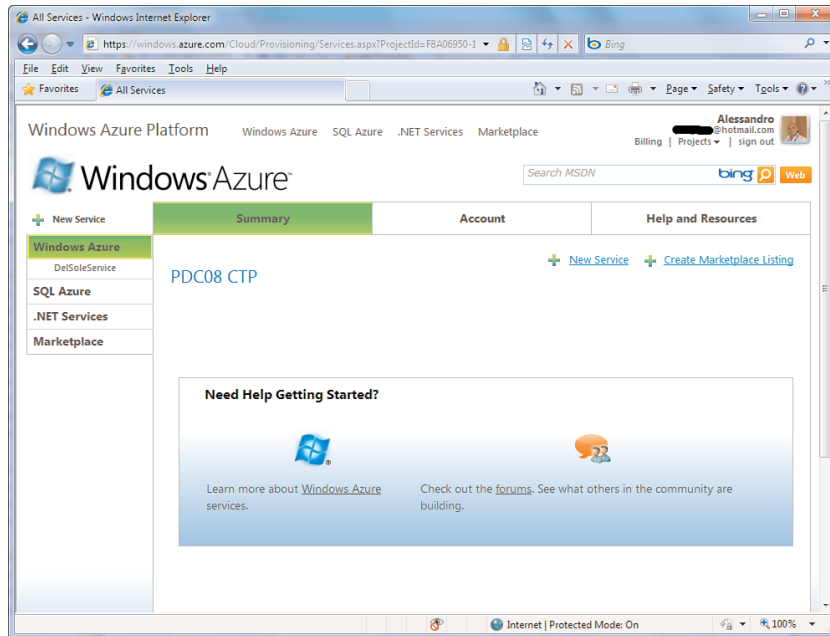 All Services - Windows Internet Explorer
https://windows.azure.com/Cloud/Provisioning/Services.aspx?ProjectId=F8A06950-1
Bing
File Edit View Favorites Tools Help
Favorites All Services Page Safety Tools
Windows Azure Platform Windows Azure SQL Azure .NET Services Marketplace
Alessandro
@hotmail.com
Billing | Projects | sign out
Windows Azure™
Search MSDN bing Web
New Service Summary Account Help and Resources
Windows Azure
DelSoleService
SQL Azure
.NET Services
Marketplace
New Service Create Marketplace Listing
PDC08 CTP
Need Help Getting Started?
Learn more about Windows Azure
services.
Check out the forums. See what others in the community are
building.
Internet | Protected Mode: On 100%